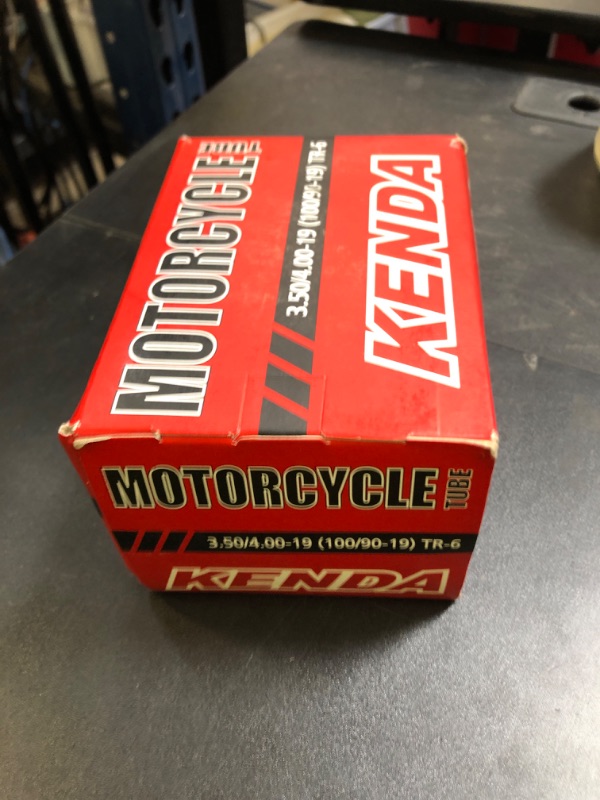 MOTORCYCLE TUBE
3.50/4.00-19 (100/90-19) TR-6
KENDA
MOTORCYCLE TUBE
3.50/4.00-19 (100/90-19) TR-6
KENDA